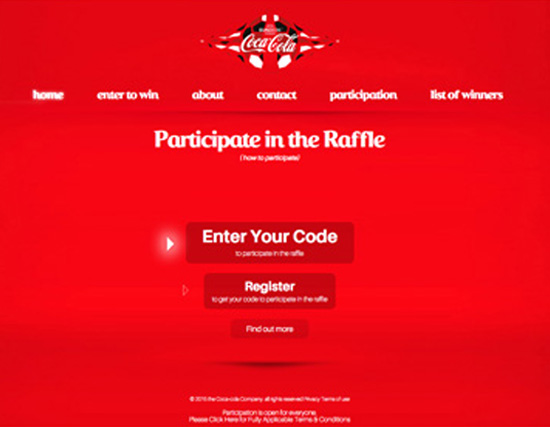 Coca-Cola
home enter to win about contact participation list of winners
Participate in the Raffle
( how to participate)
Enter Your Code
to participate in the raffle
Register
to get your code to participate in the raffle
Find out more
the Coca-cola Company. all rights reserved Privacy Terms of use
Participation is open for everyone.
Please Click Here for Fully Applicable Terms & Conditions